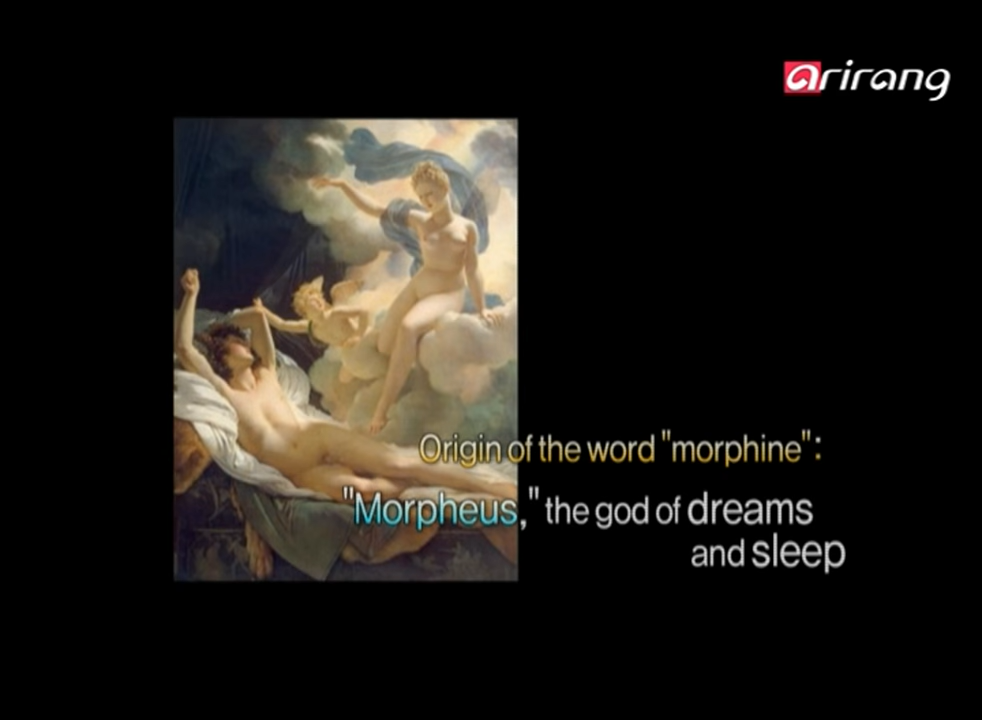 arirang
Origin of the word "morphine":
"Morpheus," the god of dreams
and sleep